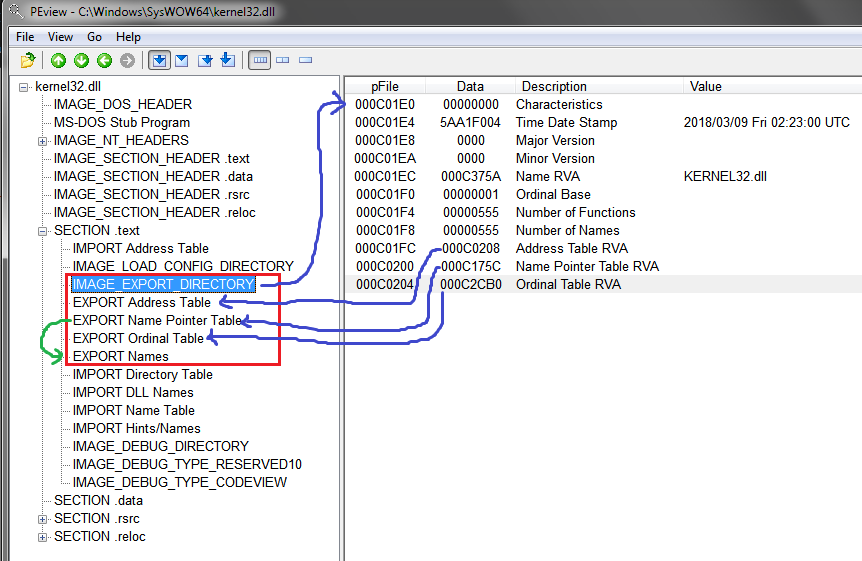 PEview - C:\Windows\SysWOW64\kernel32.dll
File View Go Help
kernel32.dll
IMAGE_DOS_HEADER
MS-DOS Stub Program
IMAGE_NT_HEADERS
IMAGE_SECTION_HEADER .text
IMAGE_SECTION_HEADER .data
IMAGE_SECTION_HEADER .rsrc
IMAGE_SECTION_HEADER .reloc
SECTION .text
IMPORT Address Table
IMAGE_LOAD_CONFIG_DIRECTORY
IMAGE_EXPORT_DIRECTORY
EXPORT Address Table
EXPORT Name Pointer Table
EXPORT Ordinal Table
EXPORT Names
IMPORT Directory Table
IMPORT DLL Names
IMPORT Name Table
IMPORT Hints/Names
IMAGE_DEBUG_DIRECTORY
IMAGE_DEBUG_TYPE_RESERVED10
IMAGE_DEBUG_TYPE_CODEVIEW
SECTION .data
SECTION .rsrc
SECTION .reloc
pFile Data Description Value
000C01E0 00000000 Characteristics
000C01E4 5AA1F004 Time Date Stamp 2018/03/09 Fri 02:23:00 UTC
000C01E8 0000 Major Version
000C01EA 0000 Minor Version
000C01EC 000C375A Name RVA KERNEL32.dll
000C01F0 00000001 Ordinal Base
000C01F4 00000555 Number of Functions
000C01F8 00000555 Number of Names
000C01FC 000C0208 Address Table RVA
000C0200 000C175C Name Pointer Table RVA
000C0204 000C2CB0 Ordinal Table RVA